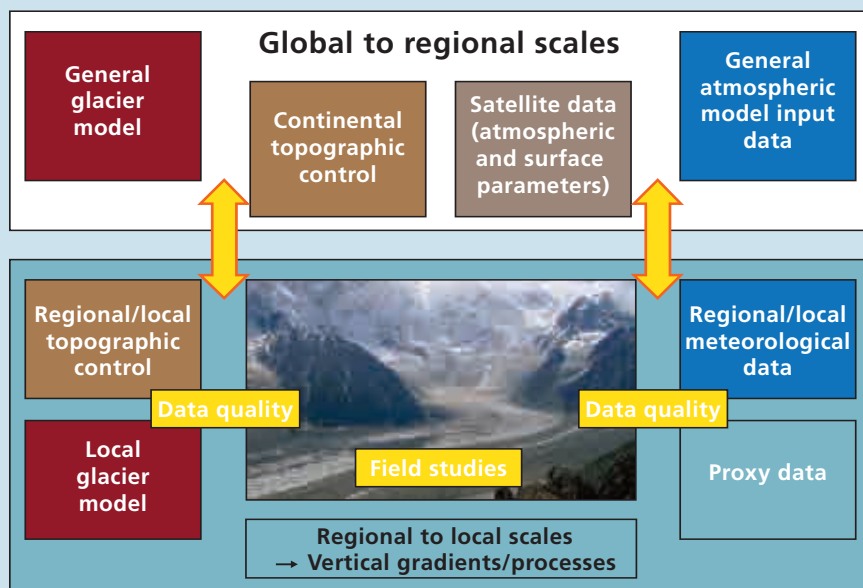 Global to regional scales
General
glacier
model
Continental
topographic
control
Satellite data
(atmospheric
and surface
parameters)
General
atmospheric
model input
data
Regional/local
topographic
control
Regional/local
meteorological
data
Data quality
Data quality
Local
glacier
model
Field studies
Proxy data
Regional to local scales
→ Vertical gradients/processes